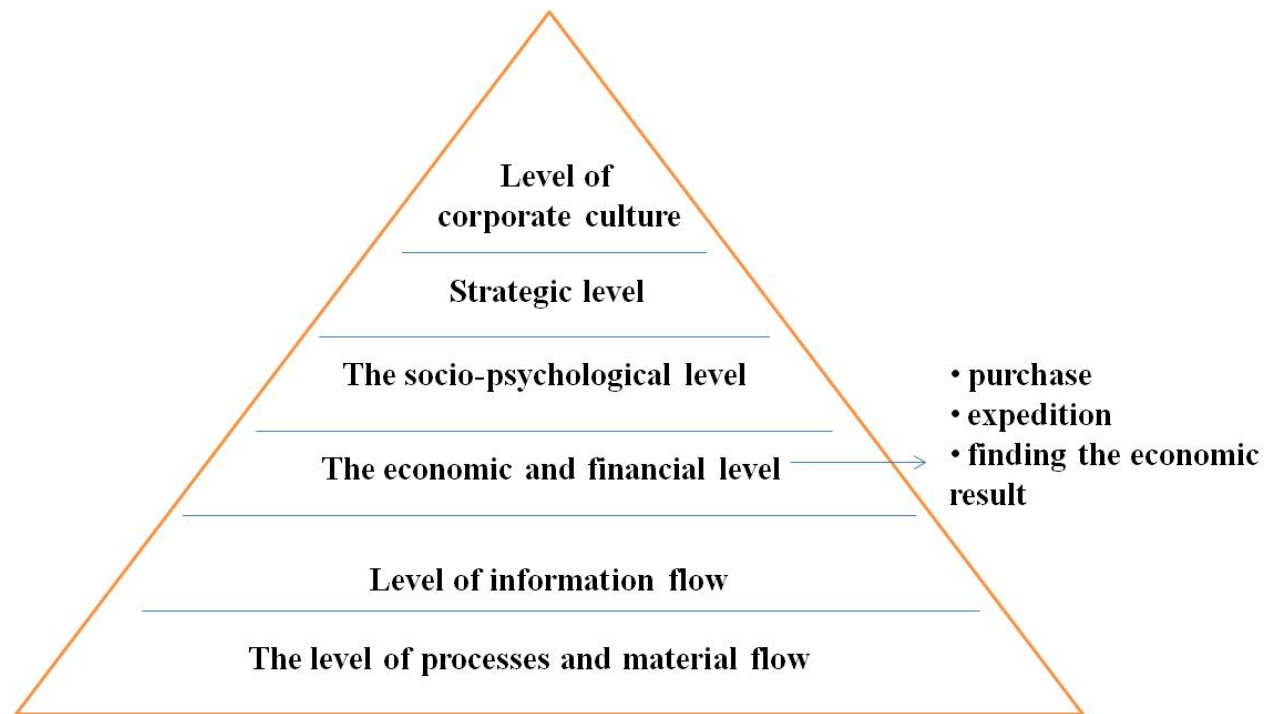 Level of
corporate culture
Strategic level
The socio-psychological level
The economic and financial level
• purchase
• expedition
• finding the economic
result
Level of information flow
The level of processes and material flow